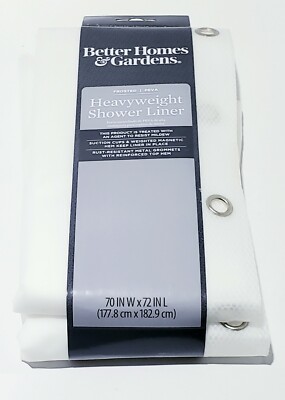 Better Homes
& Gardens®
FROSTED | PEVA
Heavyweight
Shower Liner
THIS PRODUCT IS TREATED WITH
AN AGENT TO RESIST MILDEW
SUCTION CUPS & WEIGHTED MAGNETIC
HEM KEEP LINER IN PLACE
RUST-RESISTANT METAL GROMMETS
WITH REINFORCED TOP HEM
70 IN W x 72 IN L
(177.8 cm x 182.9 cm)